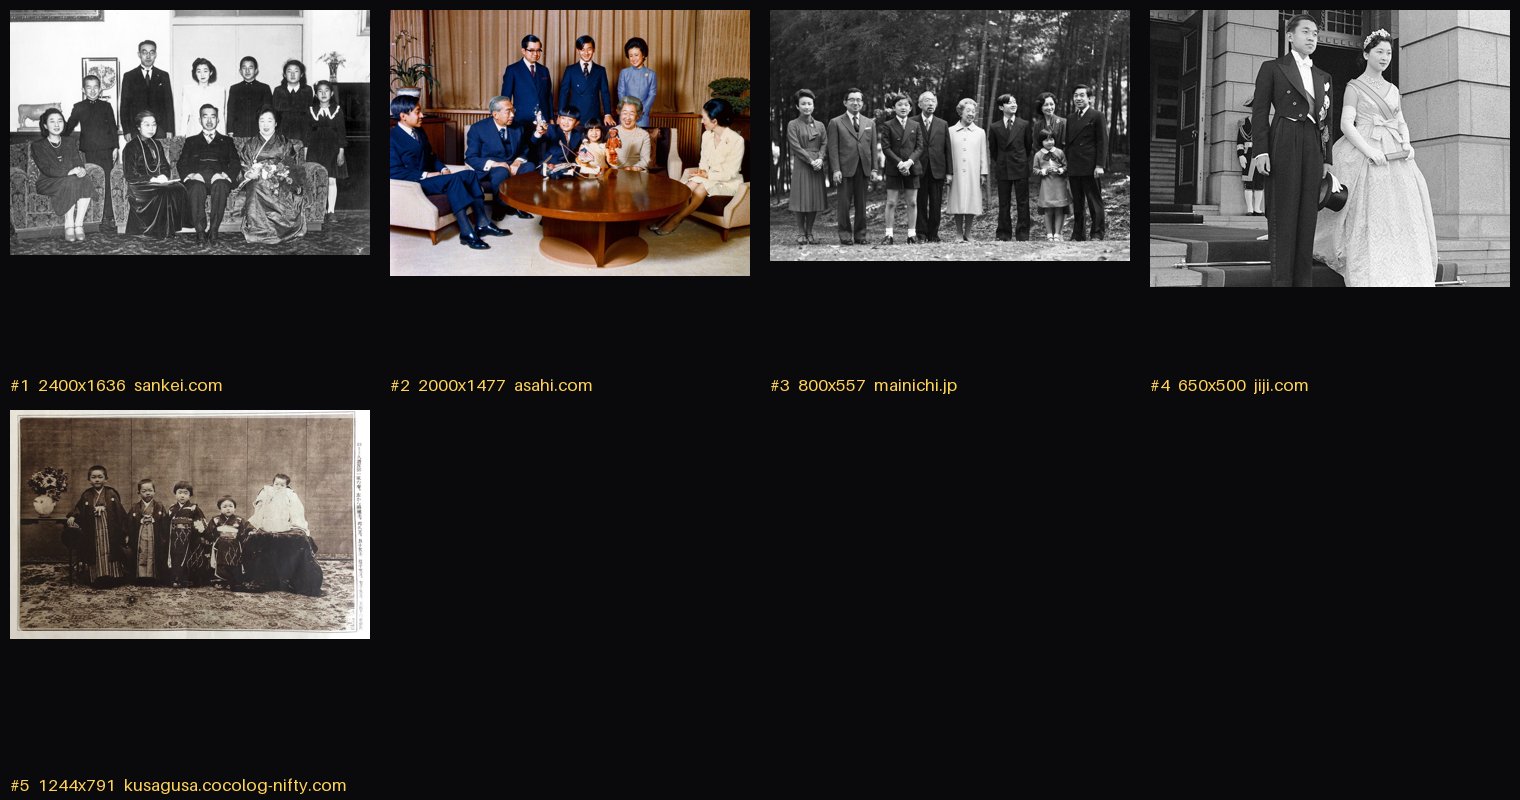 #1 2400x1636 sankei.com
#2 2000x1477 asahi.com
#3 800x557 mainichi.jp
#4 650x500 jiji.com
#5 1244x791 kusagusa.cocolog-nifty.com